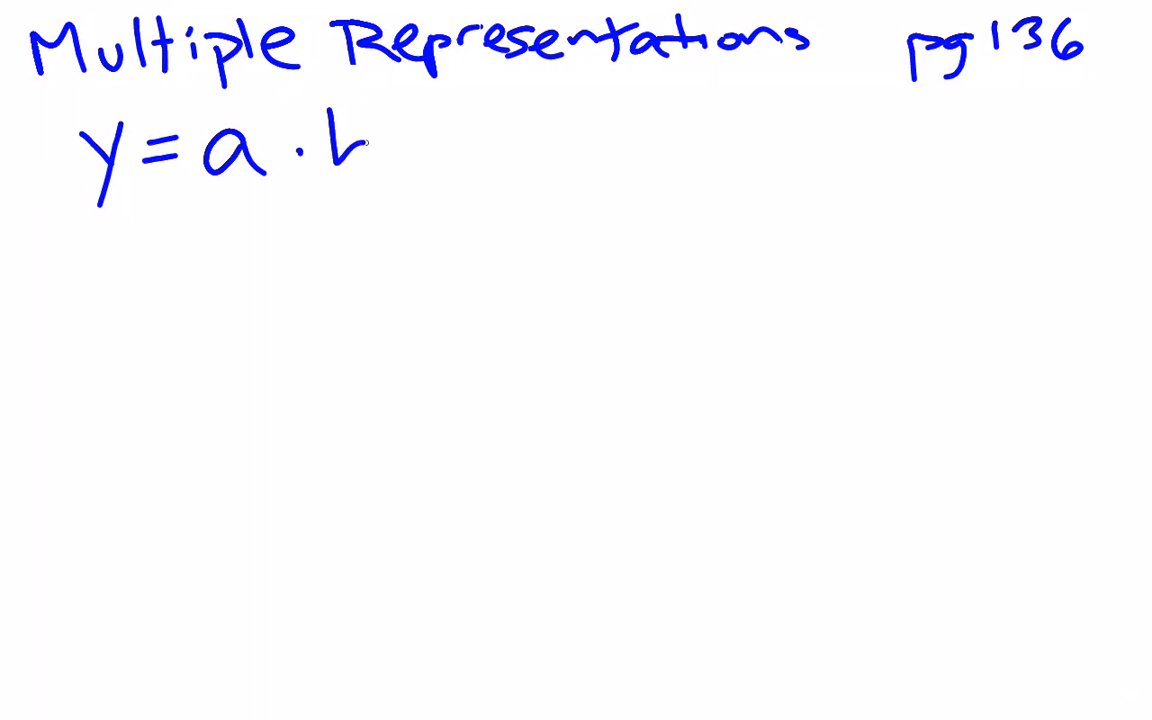 Multiple Representations pg 136
y = a ·